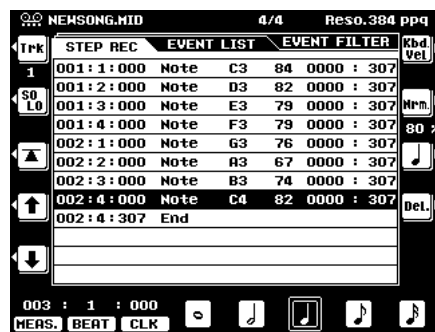 NEWSONG.MID 4/4 Reso.384 ppq
Trk STEP REC EVENT LIST EVENT FILTER Kbd. Vel
1 001:1:000 Note C3 84 0000 : 307
001:2:000 Note D3 82 0000 : 307
SO LO 001:3:000 Note E3 79 0000 : 307 Nrm.
001:4:000 Note F3 79 0000 : 307 80 %
002:1:000 Note G3 76 0000 : 307
002:2:000 Note A3 67 0000 : 307
002:3:000 Note B3 74 0000 : 307
002:4:000 Note C4 82 0000 : 307 Del.
002:4:307 End
003 : 1 : 000
MEAS. BEAT CLK